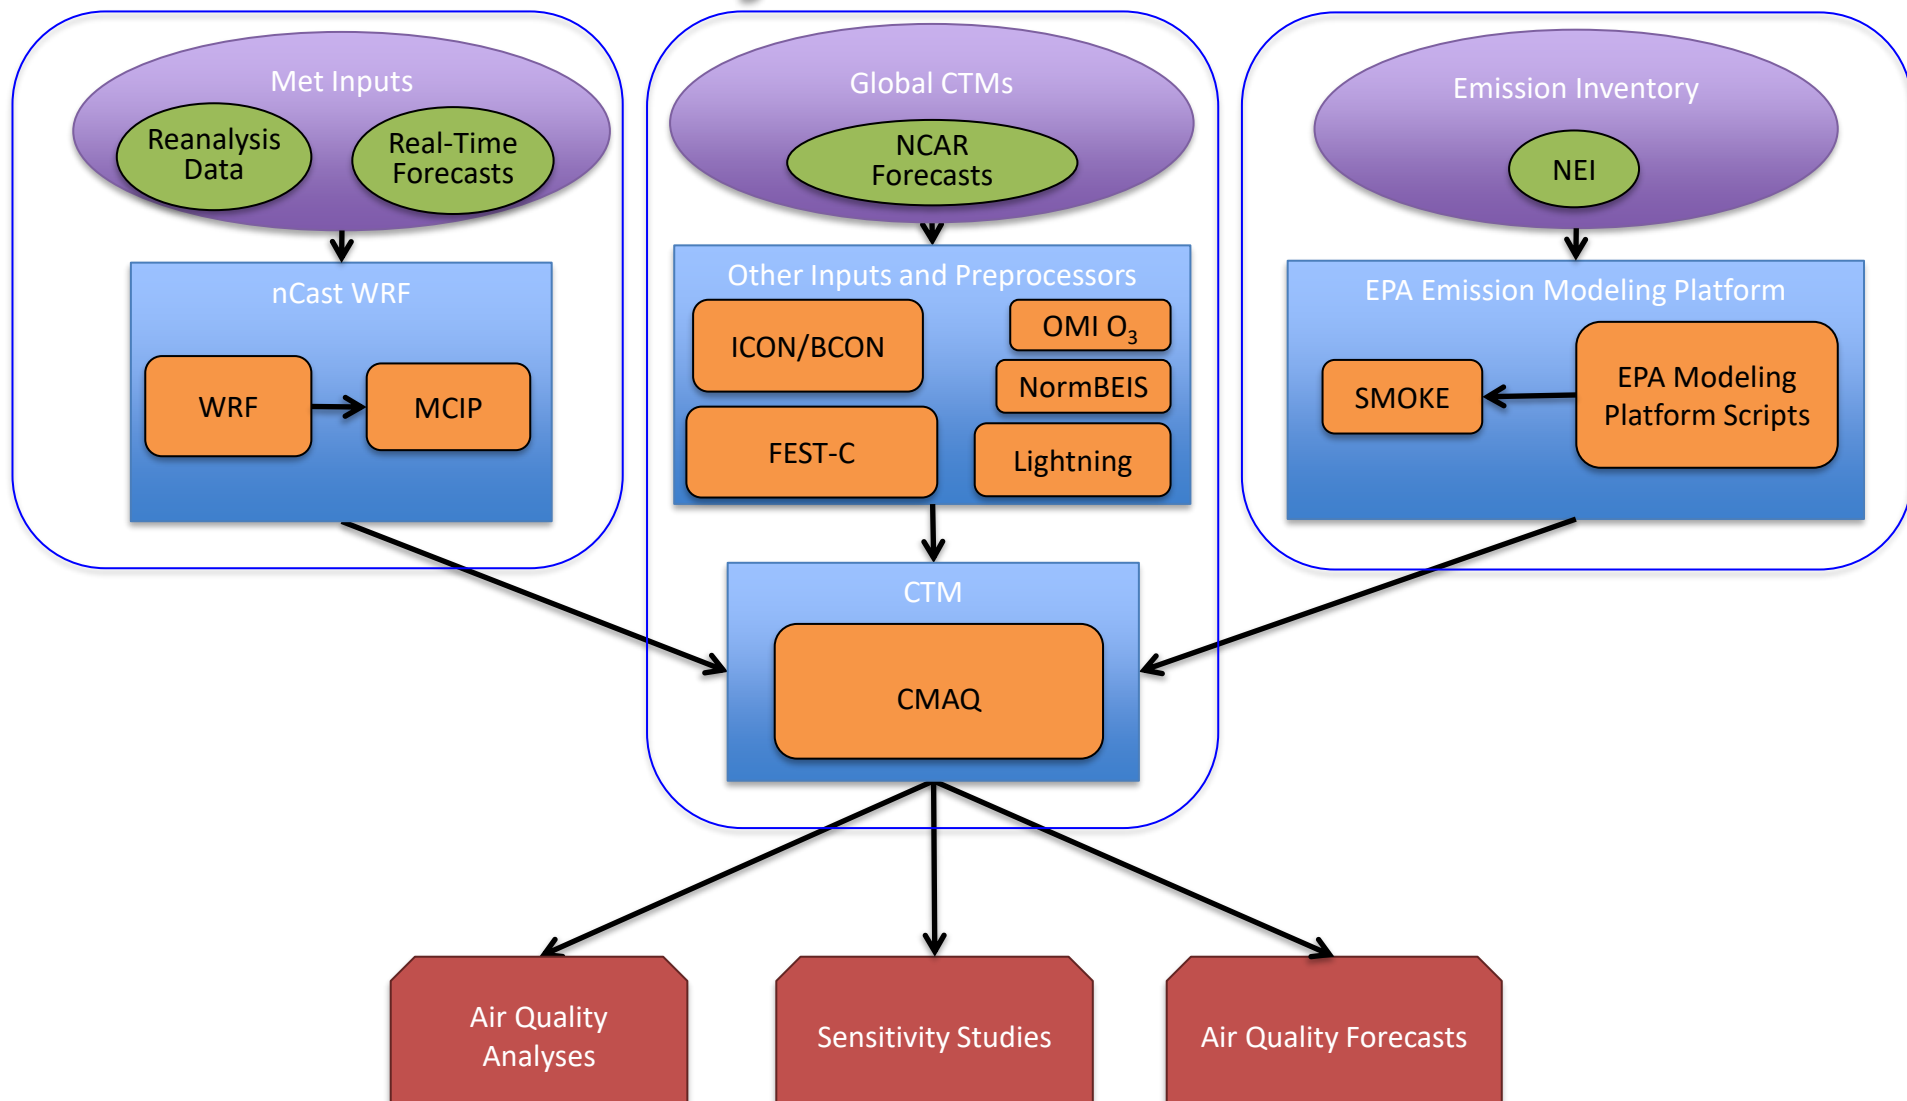 Met Inputs
Reanalysis
Data
Real-Time
Forecasts
nCast WRF
WRF
MCIP
Global CTMs
NCAR
Forecasts
Other Inputs and Preprocessors
ICON/BCON
OMI O₃
NormBEIS
FEST-C
Lightning
CTM
CMAQ
Emission Inventory
NEI
EPA Emission Modeling Platform
SMOKE
EPA Modeling
Platform Scripts
Air Quality
Analyses
Sensitivity Studies
Air Quality Forecasts